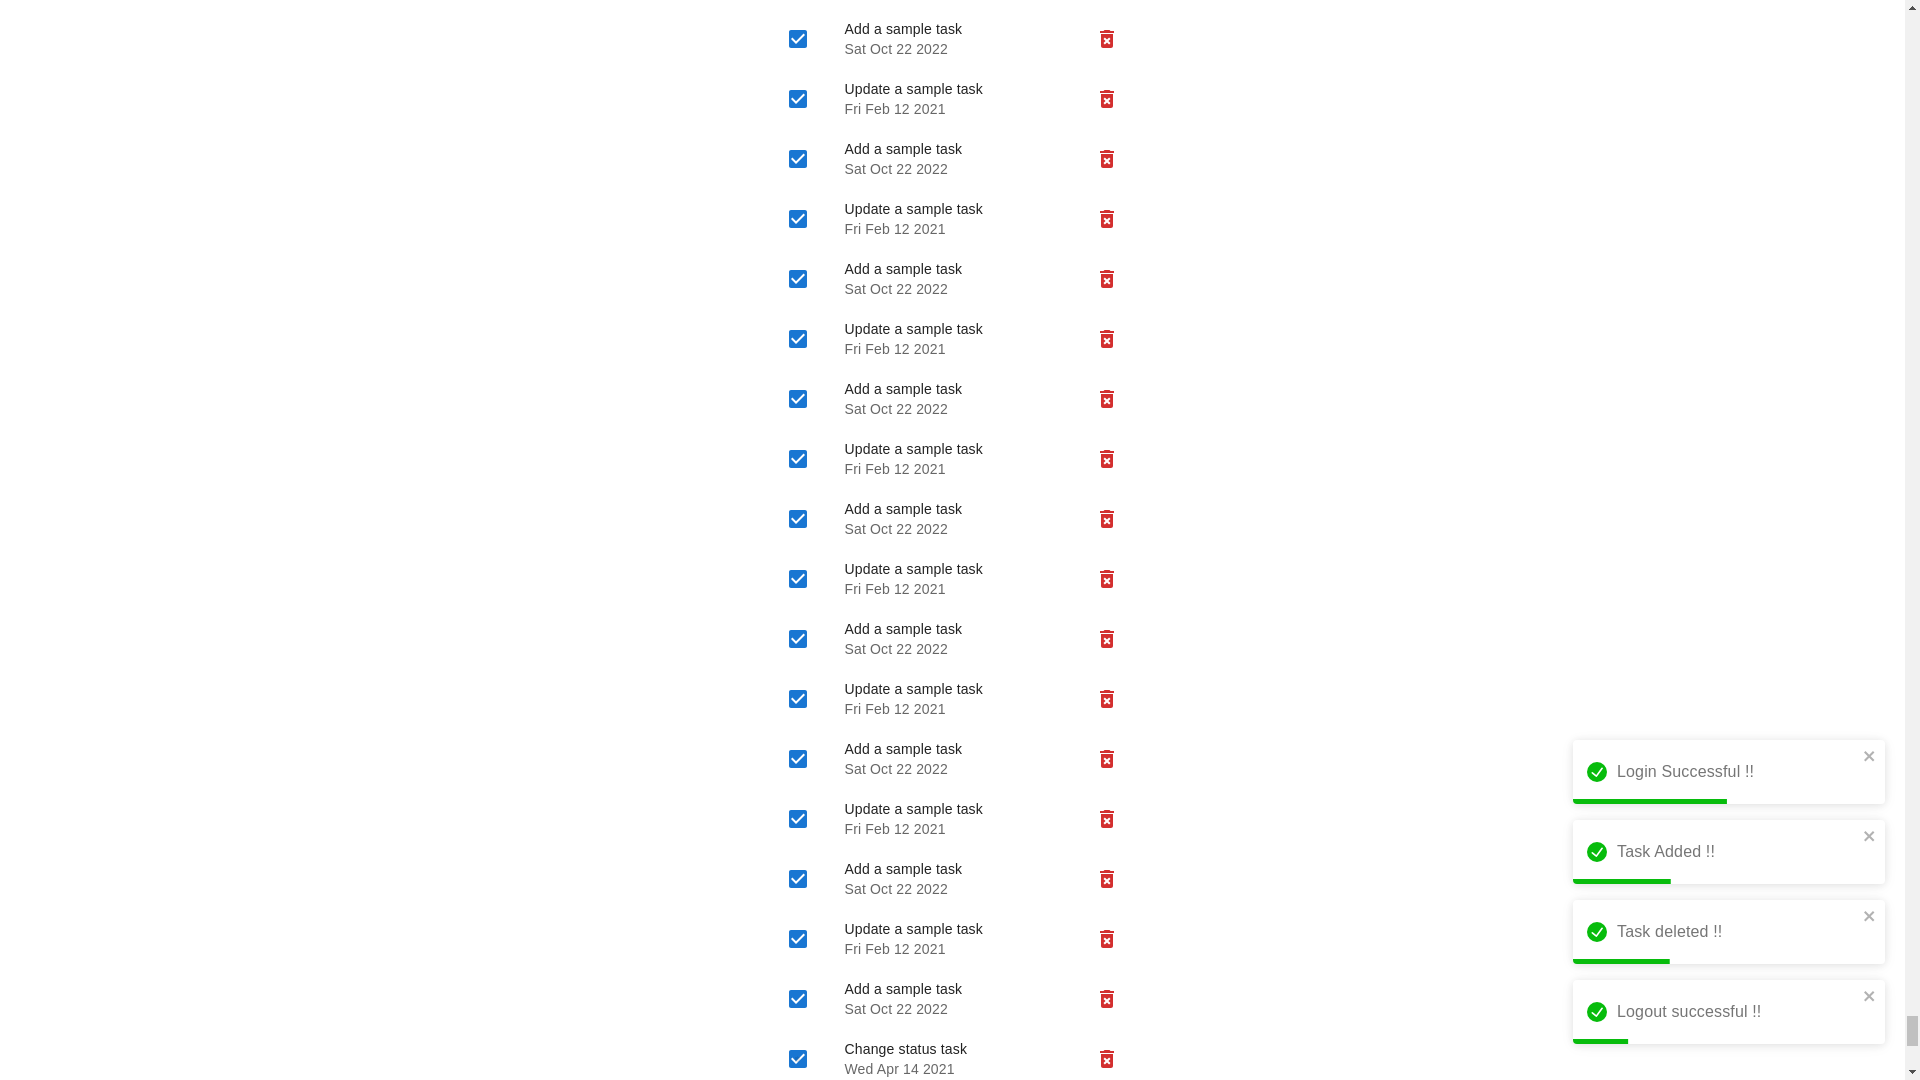 Add a sample task
Sat Oct 22 2022
Update a sample task
Fri Feb 12 2021
Add a sample task
Sat Oct 22 2022
Update a sample task
Fri Feb 12 2021
Add a sample task
Sat Oct 22 2022
Update a sample task
Fri Feb 12 2021
Add a sample task
Sat Oct 22 2022
Update a sample task
Fri Feb 12 2021
Add a sample task
Sat Oct 22 2022
Update a sample task
Fri Feb 12 2021
Add a sample task
Sat Oct 22 2022
Update a sample task
Fri Feb 12 2021
Add a sample task
Sat Oct 22 2022
Update a sample task
Fri Feb 12 2021
Add a sample task
Sat Oct 22 2022
Update a sample task
Fri Feb 12 2021
Add a sample task
Sat Oct 22 2022
Change status task
Wed Apr 14 2021
Login Successful !!
Task Added !!
Task deleted !!
Logout successful !!